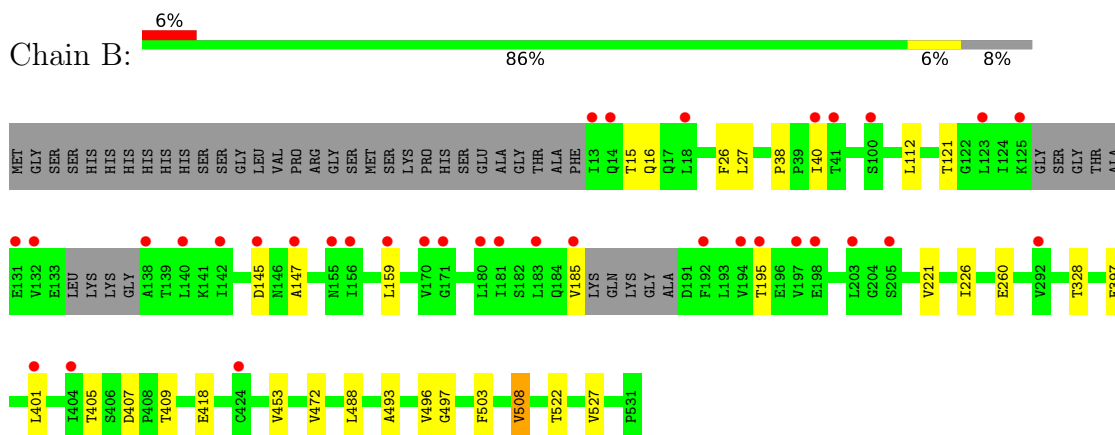 6%
Chain B:
86% 6% 8%
MET GLY SER SER HIS HIS HIS HIS HIS HIS SER SER GLY LEU VAL PRO ARG GLY SER MET SER LYS PRO HIS SER GLU ALA GLY THR ALA PHE I13 Q14 T15 Q16 Q17 L18 F26 L27 P38 P39 I40 T41 S100 L112 T121 G122 L123 I124 K125 GLY SER GLY THR ALA
E131 V132 E133 LEU LYS LYS GLY A138 T139 L140 K141 I142 D145 N146 A147 N155 I156 L159 V170 G171 L180 I181 S182 L183 Q184 V185 LYS GLN LYS GLY ALA D191 F192 L193 V194 T195 E196 V197 E198 L203 G204 S205 V221 I226 E260 V292 T328
L401 I404 T405 S406 D407 P408 T409 E418 C424 V453 V472 L488 A493 V496 G497 F503 V508 T522 V527 P531